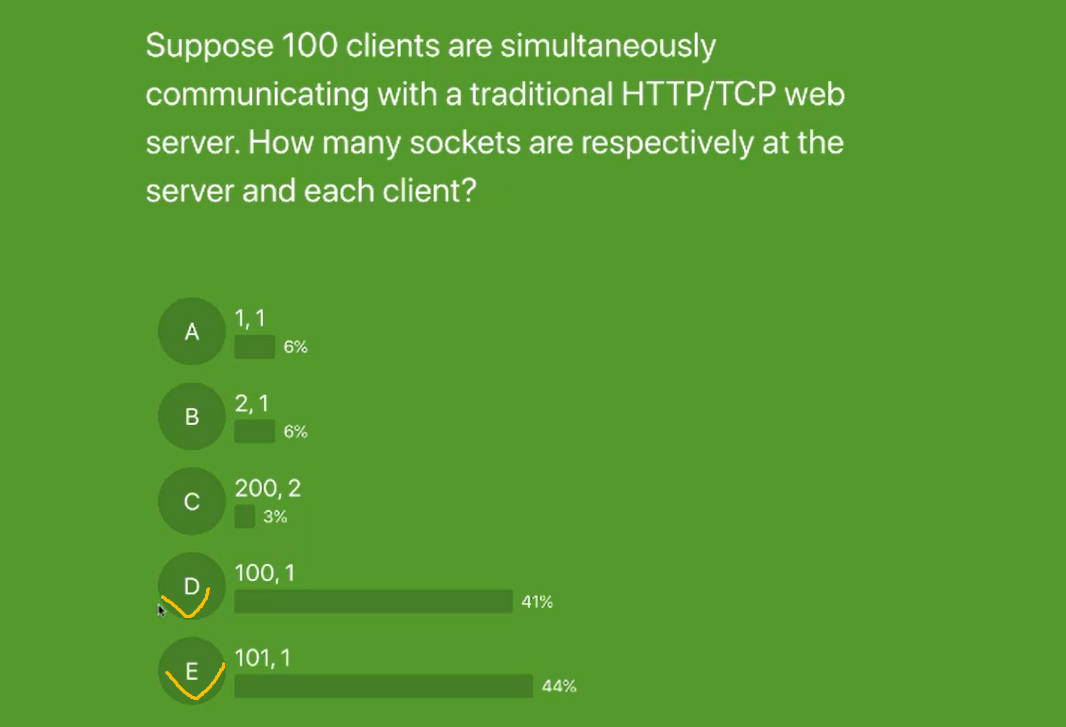 Suppose 100 clients are simultaneously
communicating with a traditional HTTP/TCP web
server. How many sockets are respectively at the
server and each client?
A
1, 1
6%
B
2, 1
6%
C
200, 2
3%
D
100, 1
41%
E
101, 1
44%